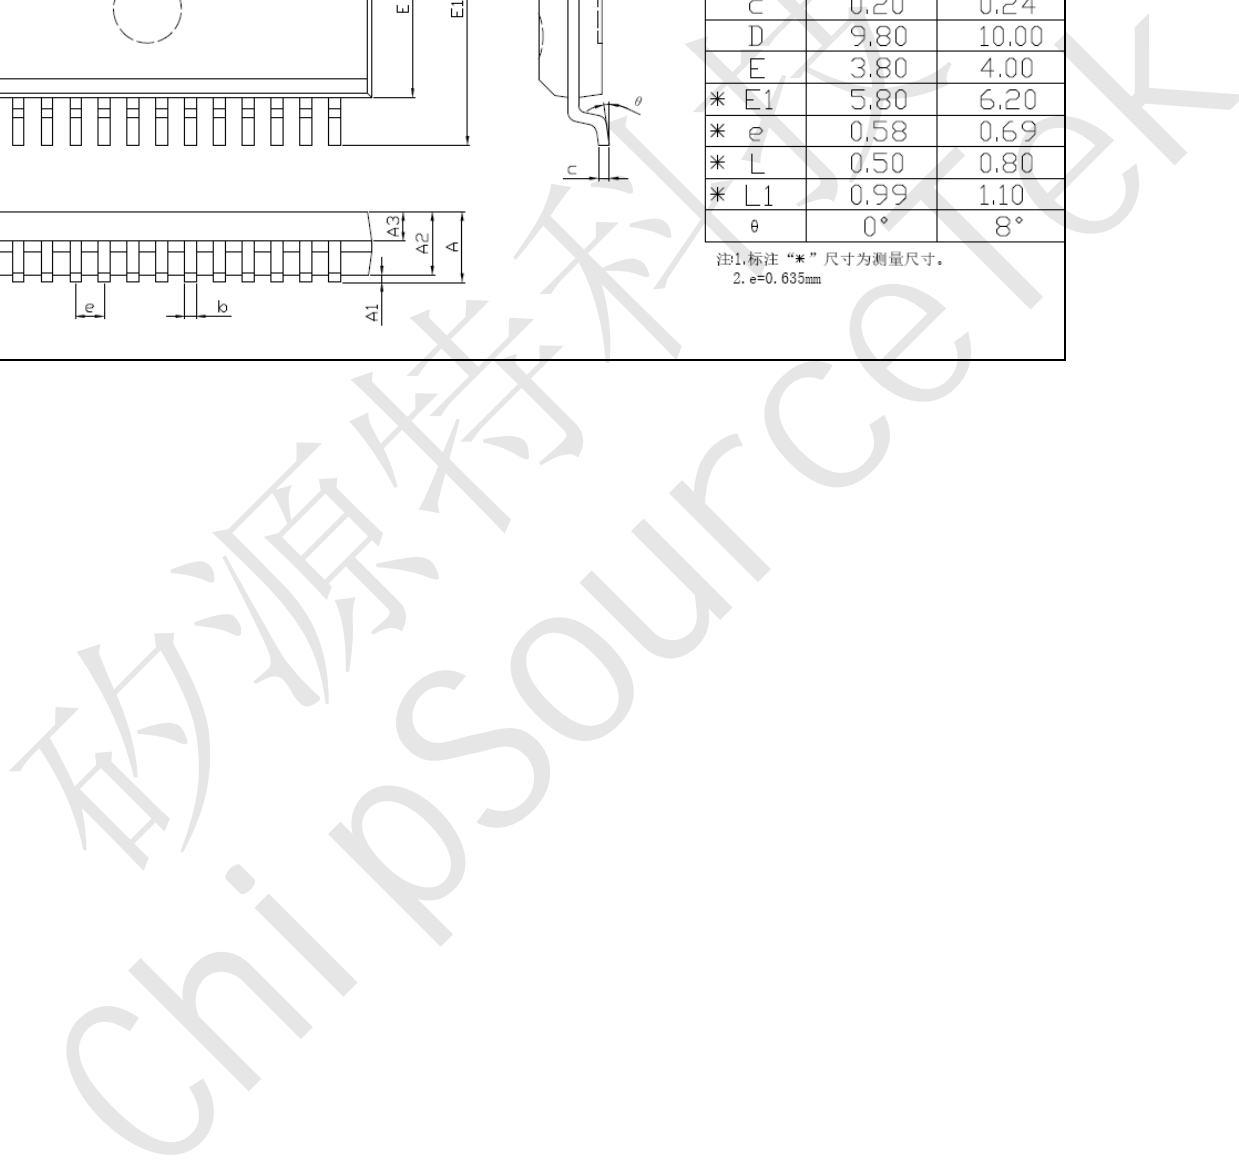 E
E1
θ
c
A3
A2
A
A1
e
b
c 0.20 0.24
D 9.80 10.00
E 3.80 4.00
* E1 5.80 6.20
* e 0.58 0.69
* L 0.50 0.80
* L1 0.99 1.10
θ 0° 8°
注:1.标注“*”尺寸为测量尺寸。
2.e=0.635mm
矽源特科技
ChipSourceTek